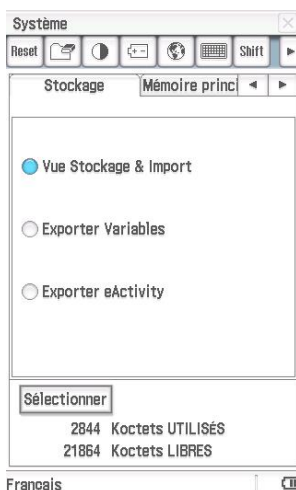 Système
Reset Shift
Stockage Mémoire princ
Vue Stockage & Import
Exporter Variables
Exporter eActivity
Sélectionner
2844 Koctets UTILISÉS
21864 Koctets LIBRES
Français